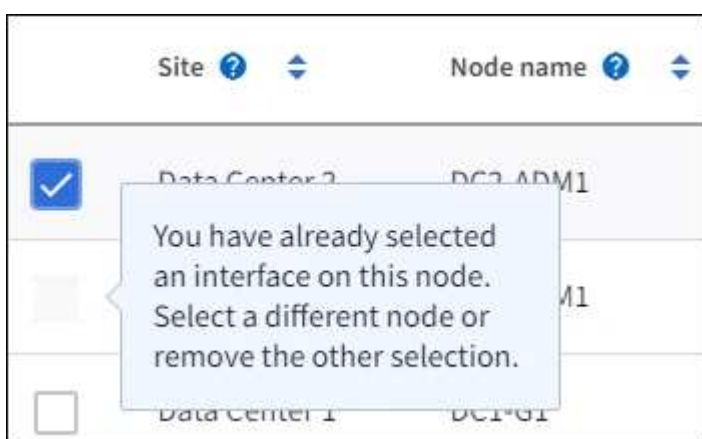 Site Node name
Data Center 2 DC2-ADM1
You have already selected
an interface on this node.
Select a different node or
remove the other selection.
M1
Data Center 1 DC1-G1